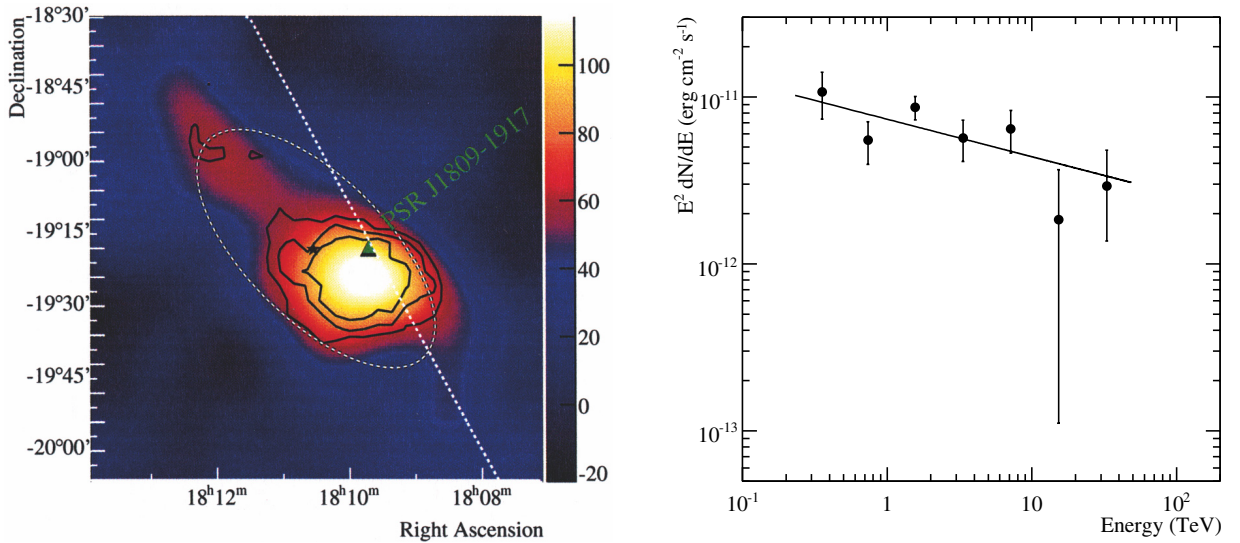 -18°30'
-18°45'
-19°00'
-19°15'
-19°30'
-19°45'
-20°00'
Declination
PSR J1809-1917
18ʰ12ᵐ
18ʰ10ᵐ
18ʰ08ᵐ
Right Ascension
100
80
60
40
20
0
-20
E² dN/dE (erg cm⁻² s⁻¹)
10⁻¹¹
10⁻¹²
10⁻¹³
10⁻¹
1
10
10²
Energy (TeV)